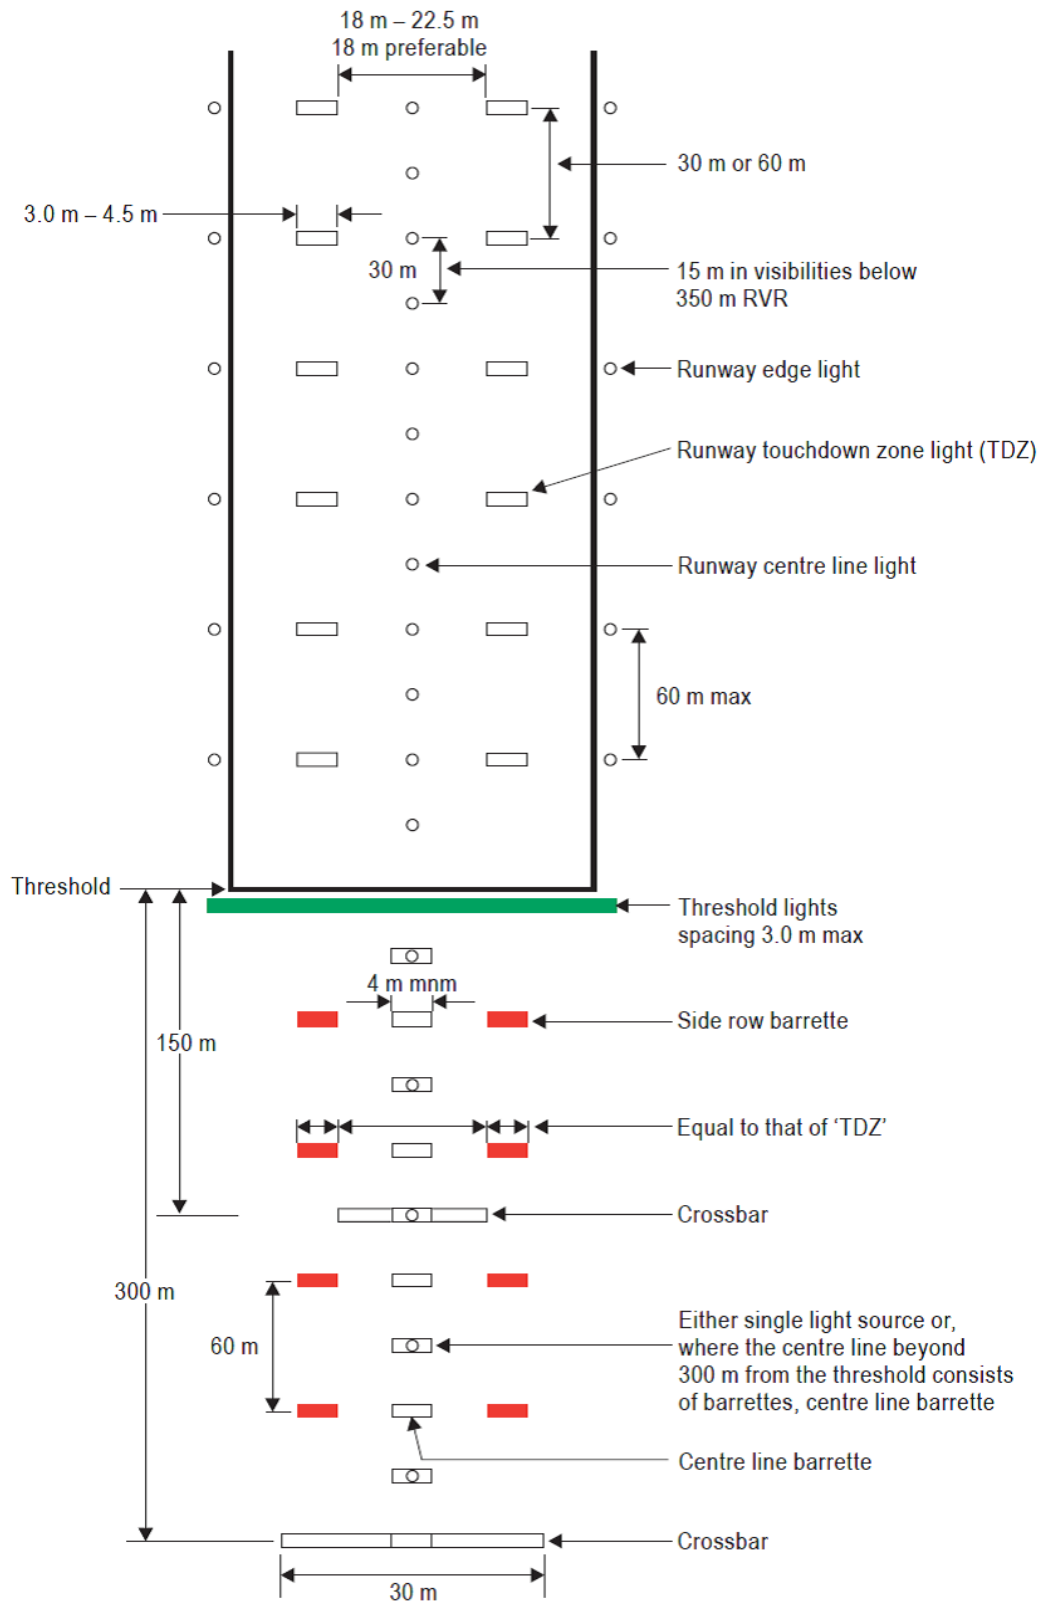 18 m – 22.5 m
18 m preferable
30 m or 60 m
3.0 m – 4.5 m
30 m
15 m in visibilities below
350 m RVR
Runway edge light
Runway touchdown zone light (TDZ)
Runway centre line light
60 m max
Threshold
Threshold lights
spacing 3.0 m max
4 m mnm
Side row barrette
150 m
Equal to that of ‘TDZ’
Crossbar
300 m
60 m
Either single light source or,
where the centre line beyond
300 m from the threshold consists
of barrettes, centre line barrette
Centre line barrette
Crossbar
30 m